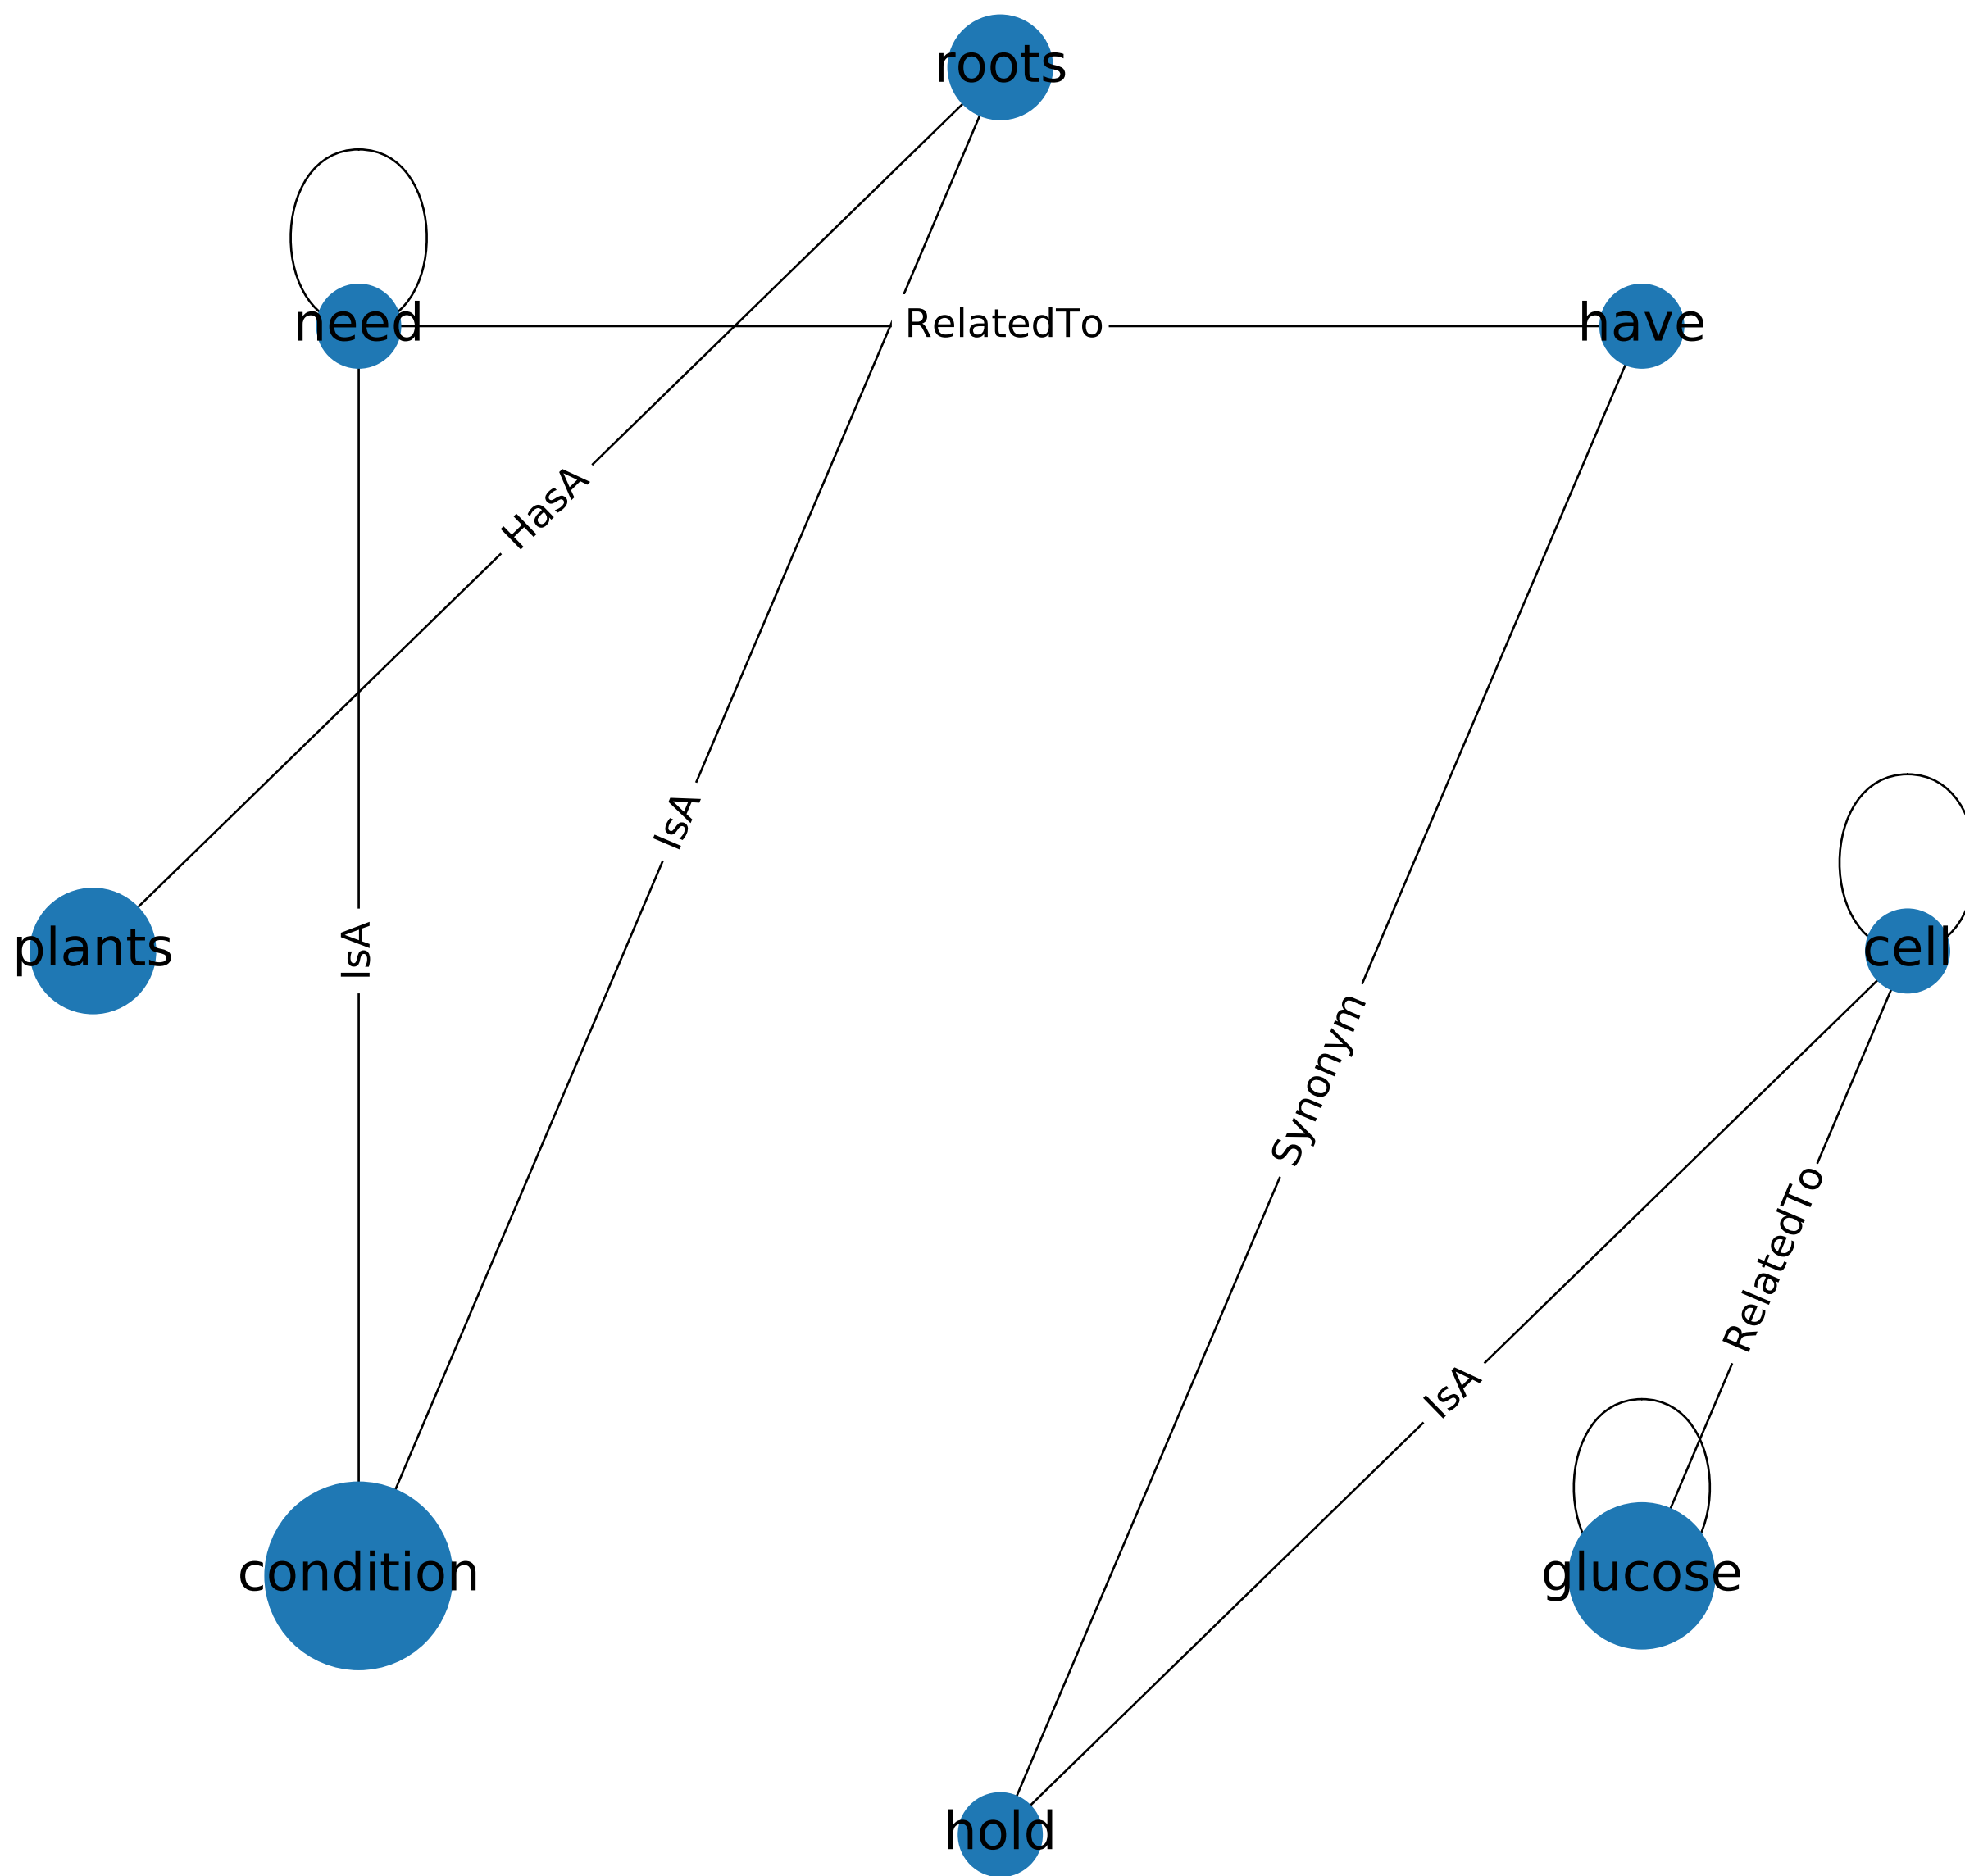 roots
need
RelatedTo
have
HasA
IsA
plants
IsA
cell
Synonym
RelatedTo
IsA
condition
glucose
hold